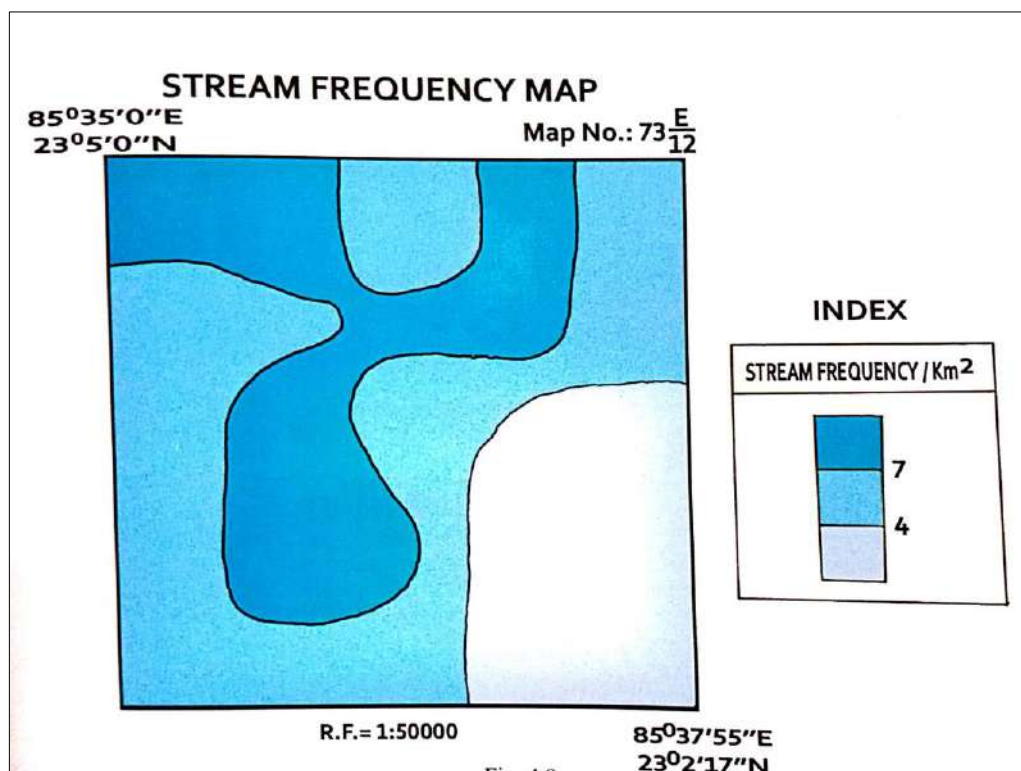 STREAM FREQUENCY MAP
85⁰35'0"E
23⁰5'0"N
Map No.: 73 E/12
INDEX
STREAM FREQUENCY / Km²
7
4
R.F.= 1:50000
85⁰37'55"E
23⁰2'17"N